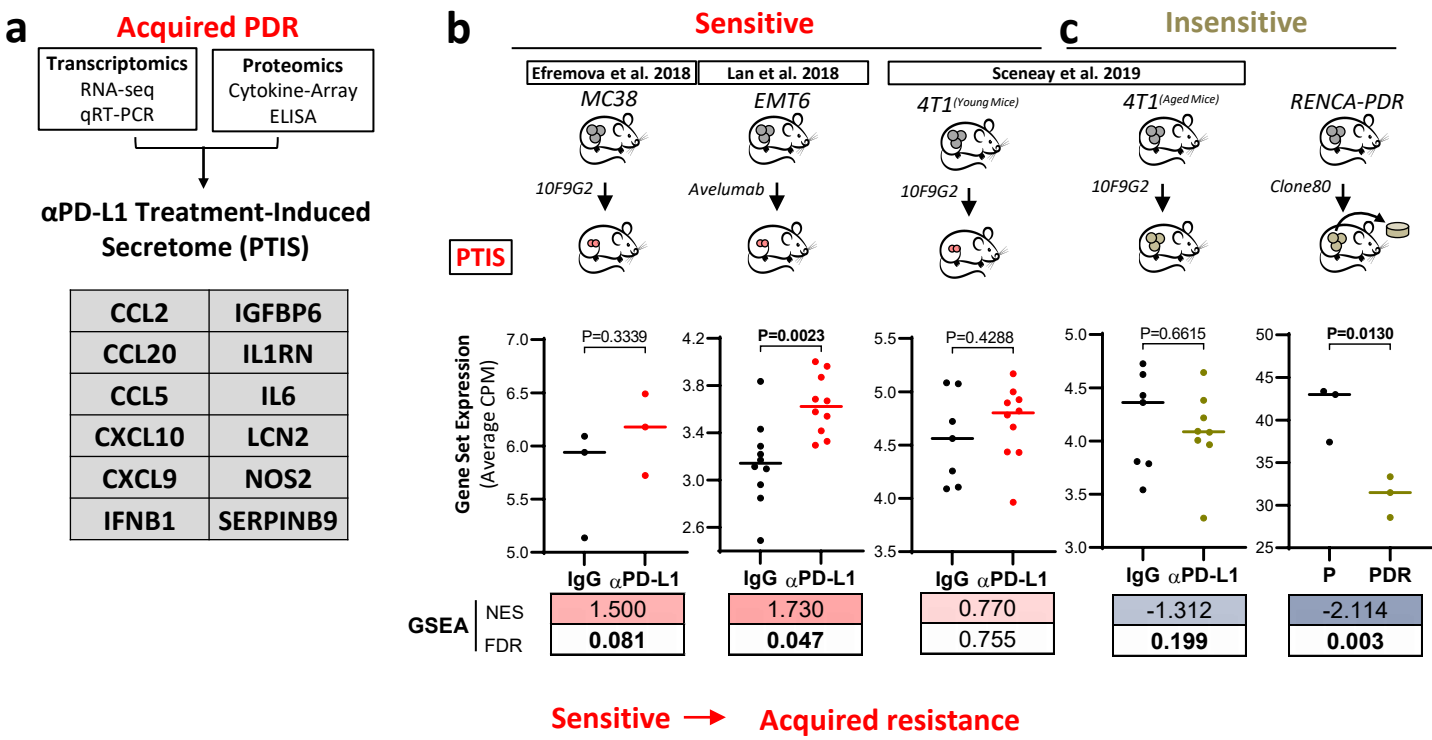 a
Acquired PDR
Transcriptomics
RNA-seq
qRT-PCR
Proteomics
Cytokine-Array
ELISA
αPD-L1 Treatment-Induced
Secretome (PTIS)
CCL2 IGFBP6
CCL20 IL1RN
CCL5 IL6
CXCL10 LCN2
CXCL9 NOS2
IFNB1 SERPINB9
b
Sensitive
c
Insensitive
Efremova et al. 2018
Lan et al. 2018
Sceneay et al. 2019
MC38
EMT6
4T1(Young Mice)
4T1(Aged Mice)
RENCA-PDR
10F9G2
Avelumab
10F9G2
10F9G2
Clone80
PTIS
Gene Set Expression
(Average CPM)
7.0
6.5
6.0
5.5
5.0
P=0.3339
IgG αPD-L1
4.2
3.8
3.4
3.0
2.6
P=0.0023
IgG αPD-L1
5.5
5.0
4.5
4.0
3.5
P=0.4288
IgG αPD-L1
5.0
4.5
4.0
3.5
3.0
P=0.6615
IgG αPD-L1
50
45
40
35
30
25
P=0.0130
P PDR
GSEA
NES 1.500 1.730 0.770 -1.312 -2.114
FDR 0.081 0.047 0.755 0.199 0.003
Sensitive → Acquired resistance